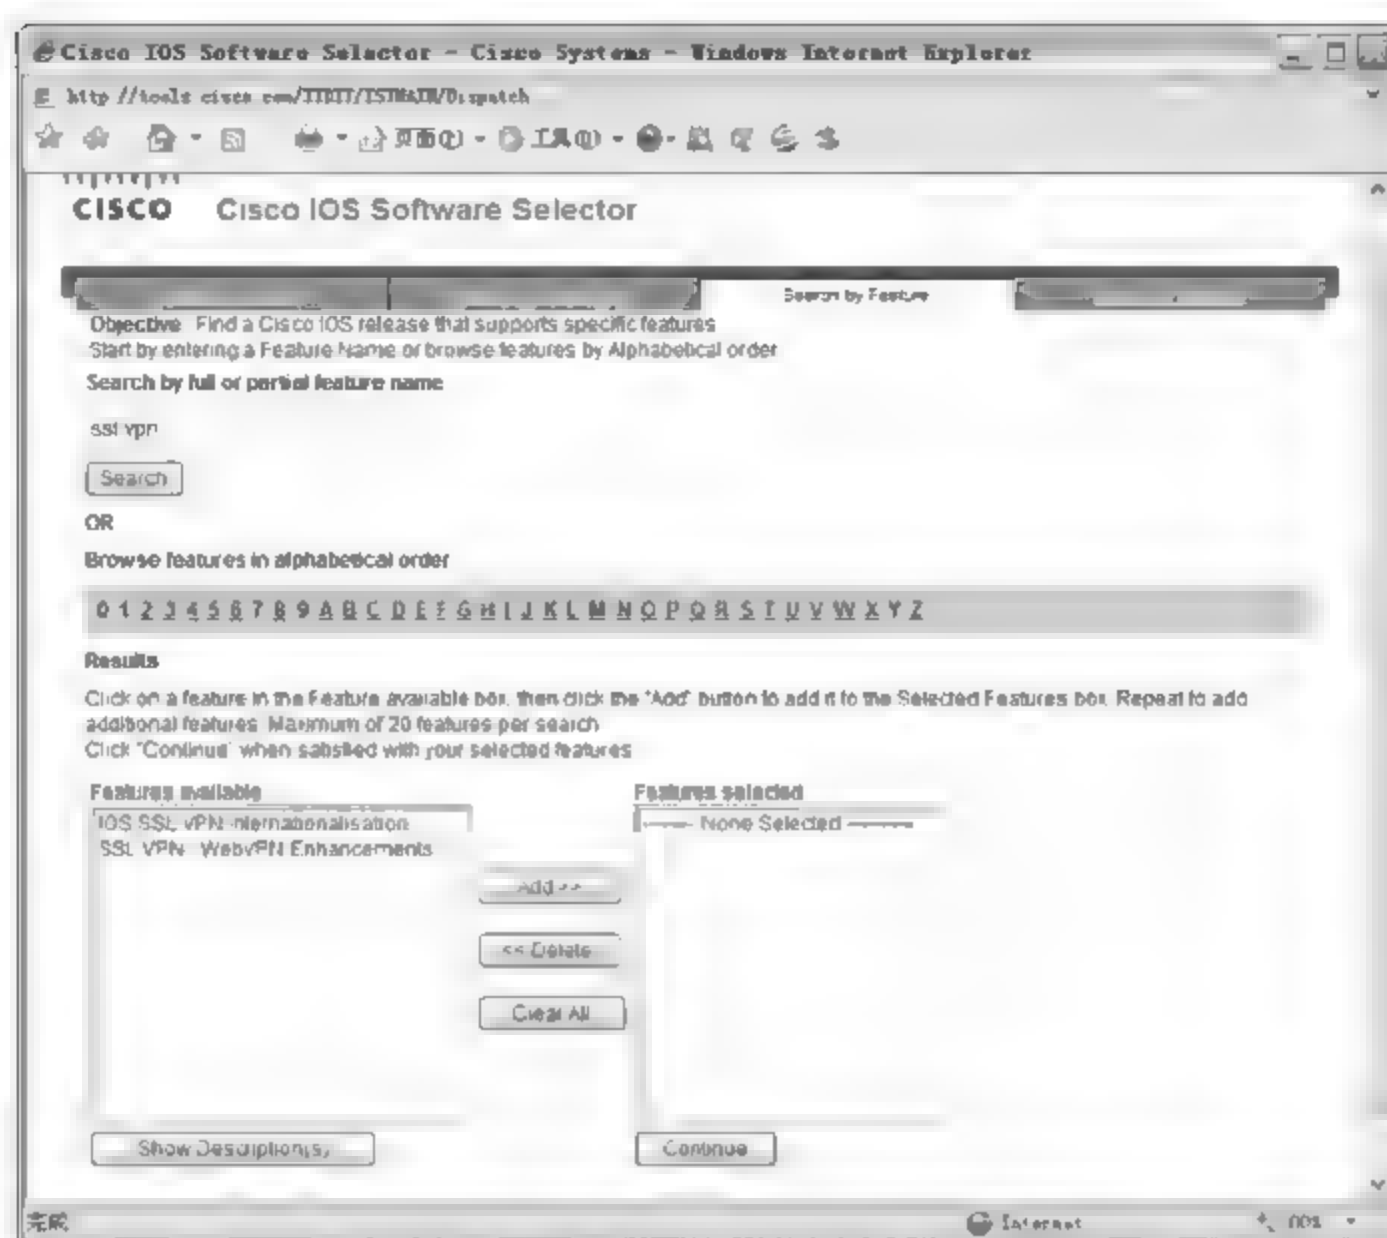 Cisco IOS Software Selector - Cisco Systems - Windows Internet Explorer
http://tools.cisco.com/ITDIT/ISTMAIN/Dispatch
页面(P) 工具(O)
CISCO Cisco IOS Software Selector
Search by Feature
Objective Find a Cisco IOS release that supports specific features
Start by entering a Feature Name or browse features by Alphabetical order
Search by full or partial feature name
ssl vpn
Search
OR
Browse features in alphabetical order
0 1 2 3 4 5 6 7 8 9 A B C D E F G H I J K L M N O P Q R S T U V W X Y Z
Results
Click on a feature in the Feature available box, then click the "Add" button to add it to the Selected Features box. Repeat to add
additional features. Maximum of 20 features per search
Click "Continue" when satisfied with your selected features
Features available Features selected
IOS SSL VPN Internationalisation ------ None Selected ------
SSL VPN WebVPN Enhancements
Add >>
<< Delete
Clear All
Show Description(s) Continue
完成 Internet